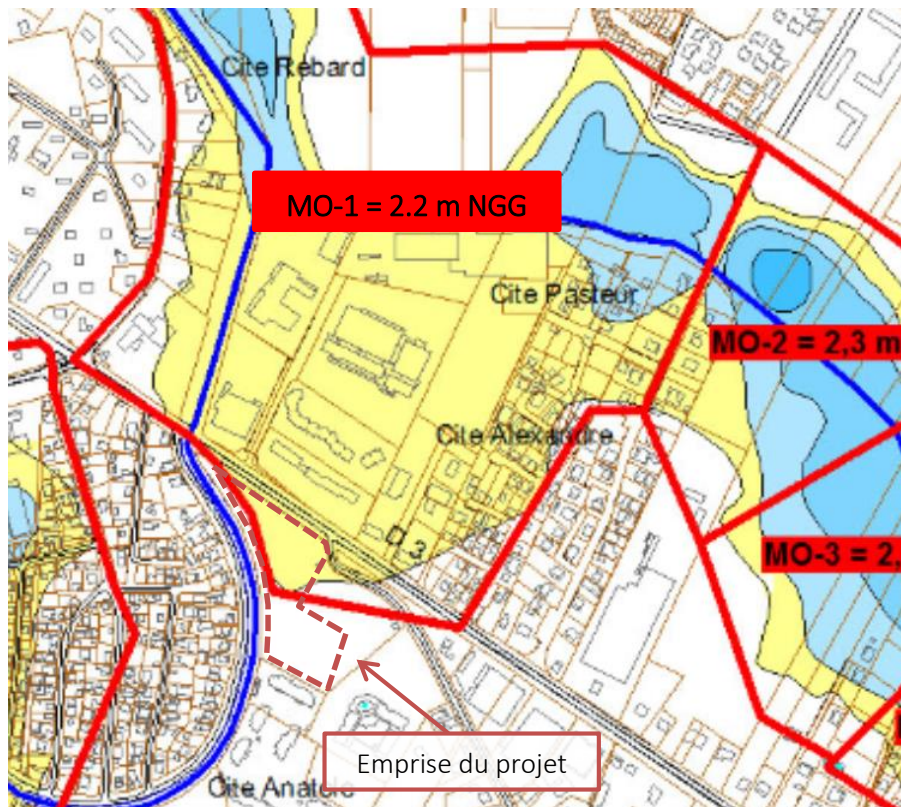 Cite Rebard
MO-1 = 2.2 m NGG
Cite Pasteur
MO-2 = 2,3 m
Cite Alexandre
D 3
MO-3 = 2,
Emprise du projet
Cite Anatole